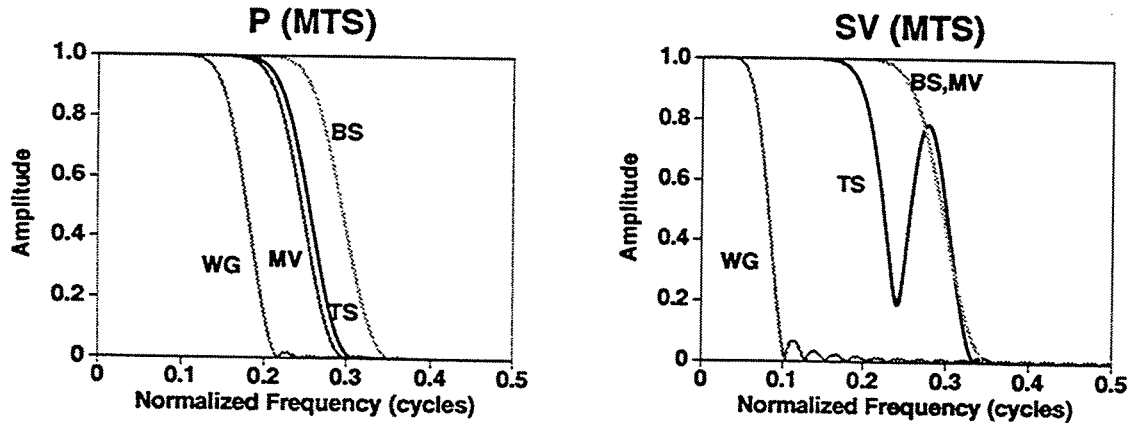 P (MTS)
1.0
0.8
0.6
0.4
0.2
0
Amplitude
BS
WG
MV
TS
0
0.1
0.2
0.3
0.4
0.5
Normalized Frequency (cycles)
SV (MTS)
1.0
0.8
0.6
0.4
0.2
0
Amplitude
BS,MV
TS
WG
0
0.1
0.2
0.3
0.4
0.5
Normalized Frequency (cycles)